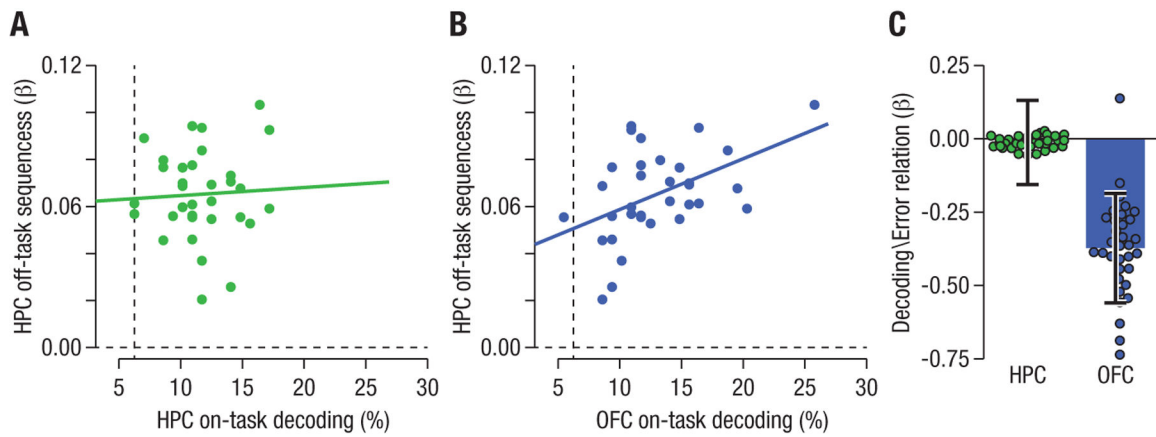 A
HPC off-task sequencess (β)
0.12
0.06
0.00
5 10 15 20 25 30
HPC on-task decoding (%)
B
HPC off-task sequencess (β)
0.12
0.06
0.00
5 10 15 20 25 30
OFC on-task decoding (%)
C
Decoding\Error relation (β)
0.25
0.00
-0.25
-0.50
-0.75
HPC OFC